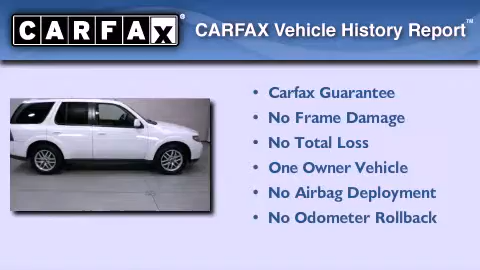 CARFAX®
CARFAX Vehicle History Report™
• Carfax Guarantee
• No Frame Damage
• No Total Loss
• One Owner Vehicle
• No Airbag Deployment
• No Odometer Rollback